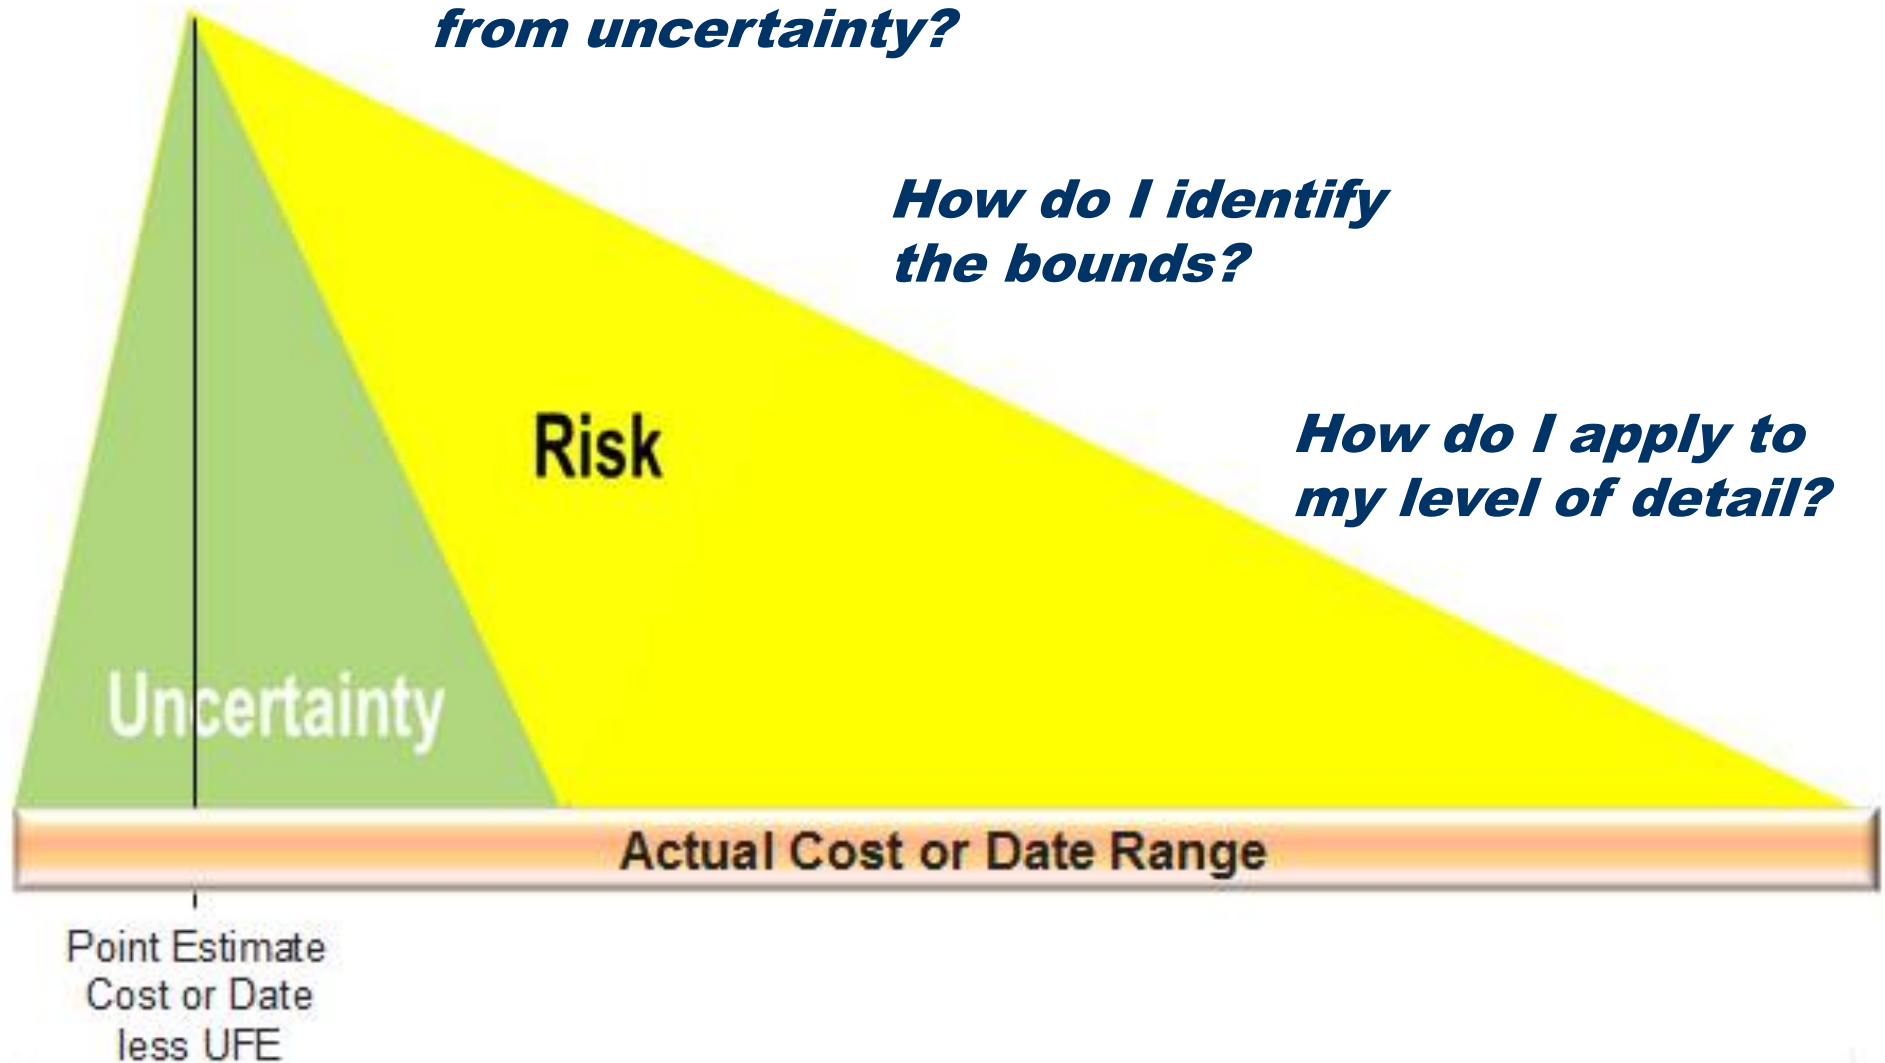 from uncertainty?
How do I identify
the bounds?
How do I apply to
my level of detail?
Risk
Uncertainty
Actual Cost or Date Range
Point Estimate
Cost or Date
less UFE